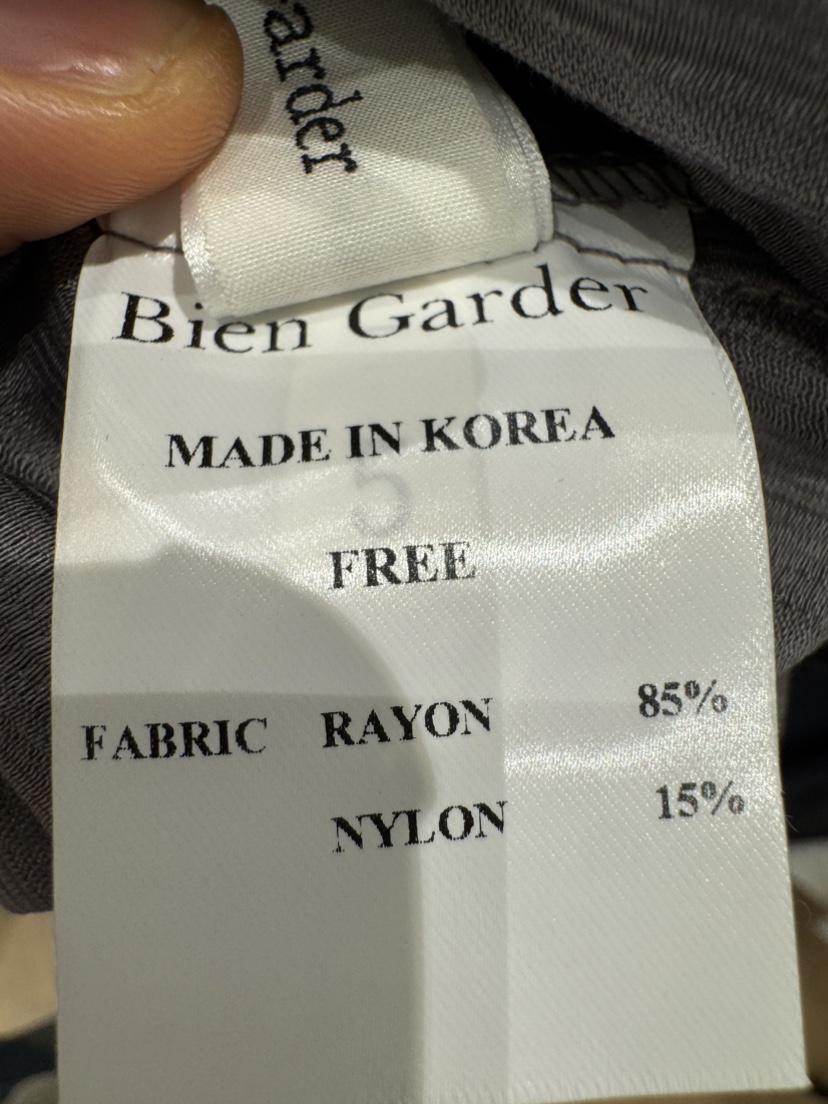 arder
Bien Garder
MADE IN KOREA
FREE
FABRIC RAYON 85%
NYLON 15%